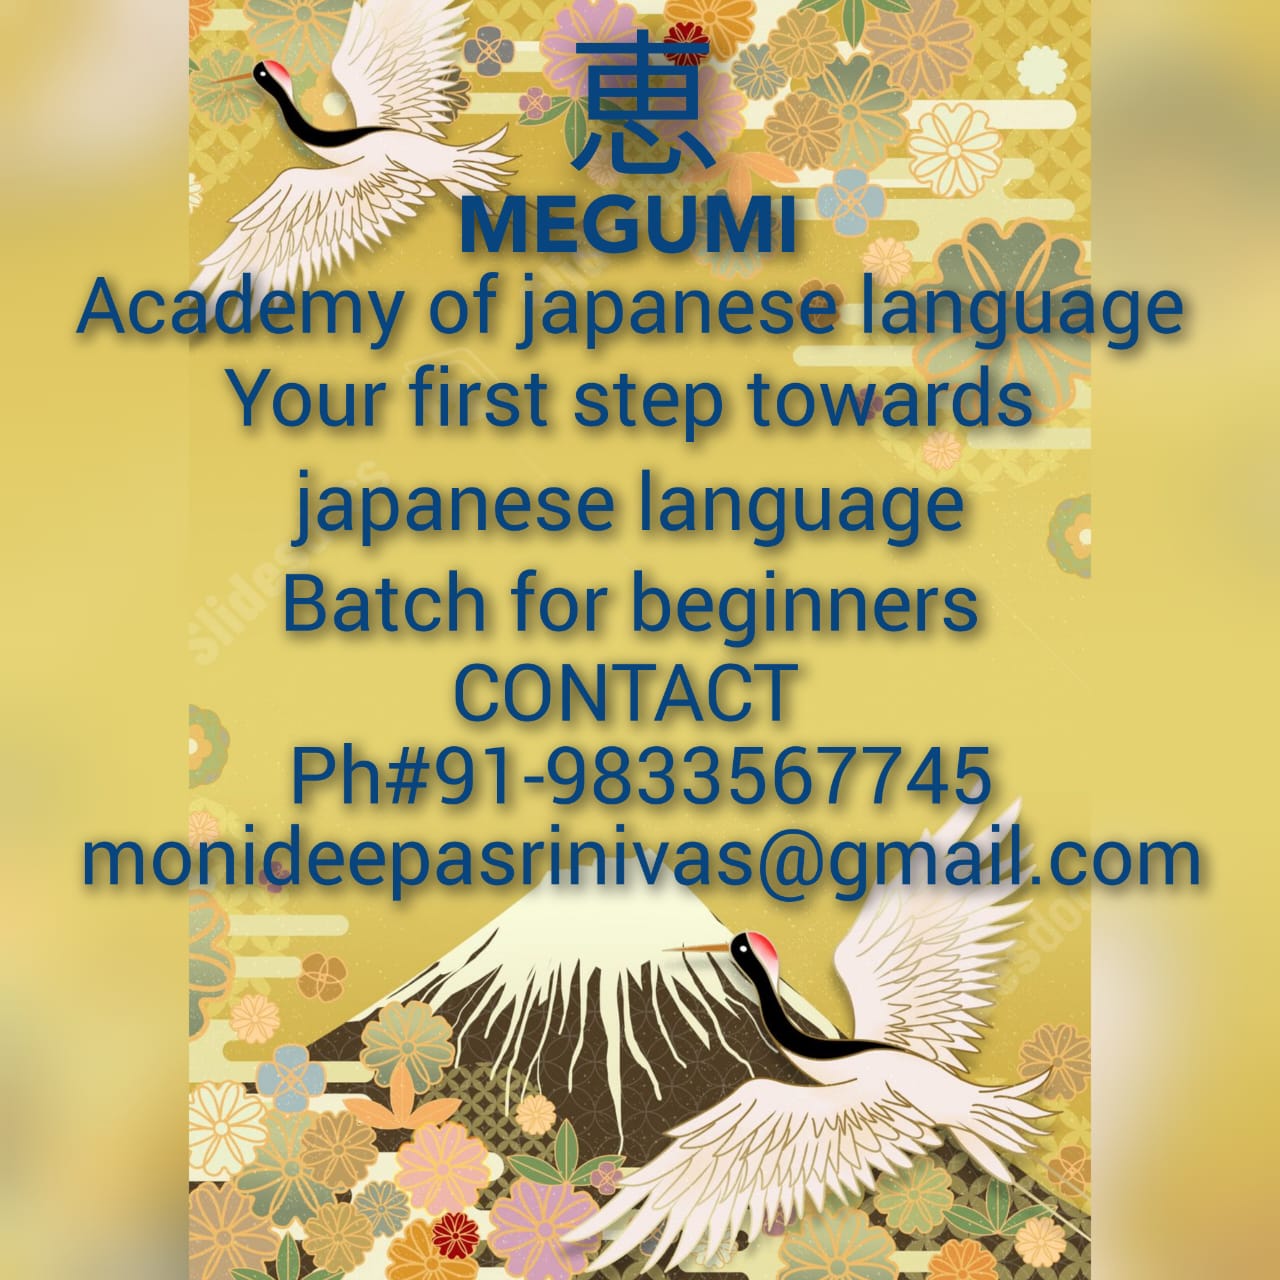 恵
MEGUMI
Academy of japanese language
Your first step towards
japanese language
Batch for beginners
CONTACT
Ph#91-9833567745
monideepasrinivas@gmail.com